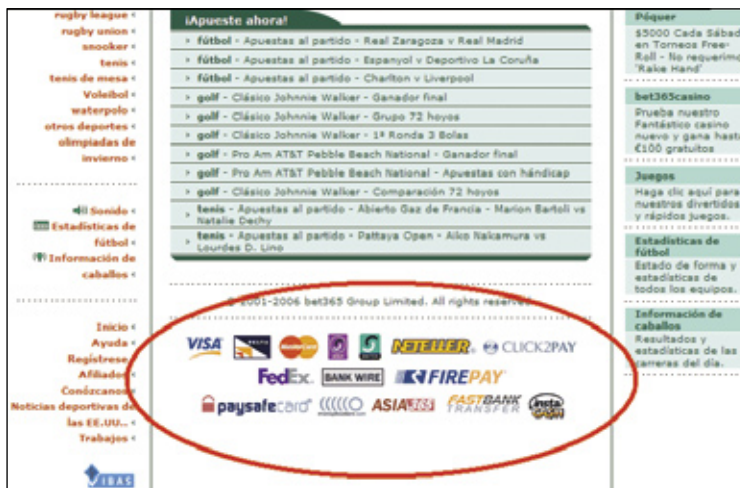 rugby league
rugby union
snooker
tenis
tenis de mesa
Voleibol
waterpolo
otros deportes
olimpiadas de
invierno
Sonido
Estadísticas de
fútbol
Información de
caballos
Inicio
Ayuda
Regístrese
Afiliados
Conózcanos
Noticias deportivas de
las EE.UU..
Trabajos
IBAS
¡Apueste ahora!
fútbol - Apuestas al partido - Real Zaragoza v Real Madrid
fútbol - Apuestas al partido - Espanyol v Deportivo La Coruña
fútbol - Apuestas al partido - Charlton v Liverpool
golf - Clásico Johnnie Walker - Ganador final
golf - Clásico Johnnie Walker - Grupo 72 hoyos
golf - Clásico Johnnie Walker - 1ª Ronda 3 Bolas
golf - Pro Am AT&T Pebble Beach National - Ganador final
golf - Pro Am AT&T Pebble Beach National - Apuestas con hándicap
golf - Clásico Johnnie Walker - Comparación 72 hoyos
tenis - Apuestas al partido - Abierto Gaz de Francia - Marion Bartoli vs
Natalie Dechy
tenis - Apuestas al partido - Pattaya Open - Aiko Nakamura vs
Lourdes D. Lino
© 2001-2006 bet365 Group Limited. All rights reserved
VISA DELTA MasterCard NETELLER CLICK2PAY
FedEx BANK WIRE FIREPAY
paysafecard ASIA365 FASTBANK TRANSFER insta CASH
Póquer
$5000 Cada Sábad
en Torneos Free-
Roll - No requerimo
'Rake Hand'
bet365casino
Prueba nuestro
Fantástico casino
nuevo y gana hasta
€100 gratuitos
Juegos
Haga clic aquí para
nuestros divertidos
y rápidos juegos.
Estadísticas de
fútbol
Estado de forma y
estadísticas de
todos los equipos.
Información de
caballos
Resultados y
estadísticas de las
carreras del día.